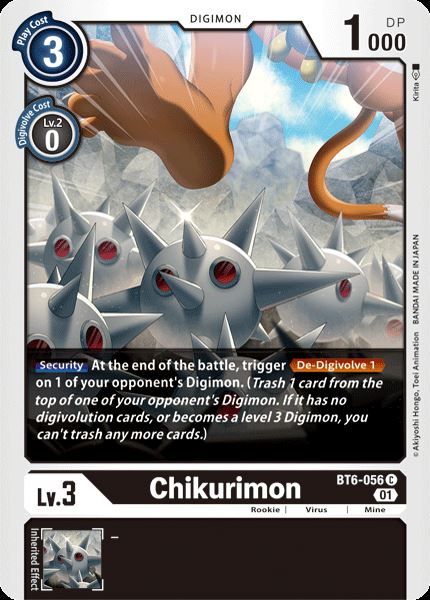 Play Cost
3
DIGIMON
DP
1000
Digivolve Cost
Lv.2
0
Kirita
Security At the end of the battle, trigger De-Digivolve 1
on 1 of your opponent's Digimon. (Trash 1 card from the
top of one of your opponent's Digimon. If it has no
digivolution cards, or becomes a level 3 Digimon, you
can't trash any more cards.)
© Akiyoshi Hongo, Toei Animation BANDAI MADE IN JAPAN
Lv.3
Chikurimon
BT6-056 C
01
Rookie | Virus | Mine
Inherited Effect
–